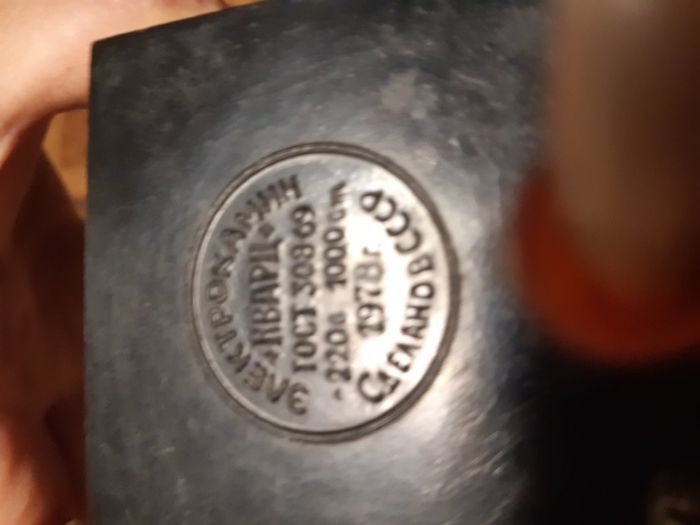 ЭЛЕКТРОКАМИН
"КВАРЦ"
ГОСТ 308 69
~220в 1000вт
1978г.
СДЕЛАНО В СССР